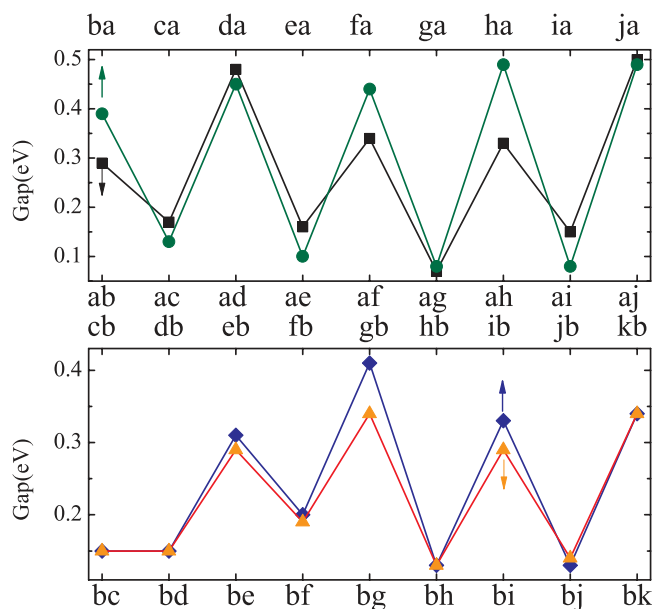 ba ca da ea fa ga ha ia ja
0.5
0.4
0.3
0.2
0.1
Gap(eV)
ab ac ad ae af ag ah ai aj
cb db eb fb gb hb ib jb kb
0.4
0.3
0.2
Gap(eV)
bc bd be bf bg bh bi bj bk